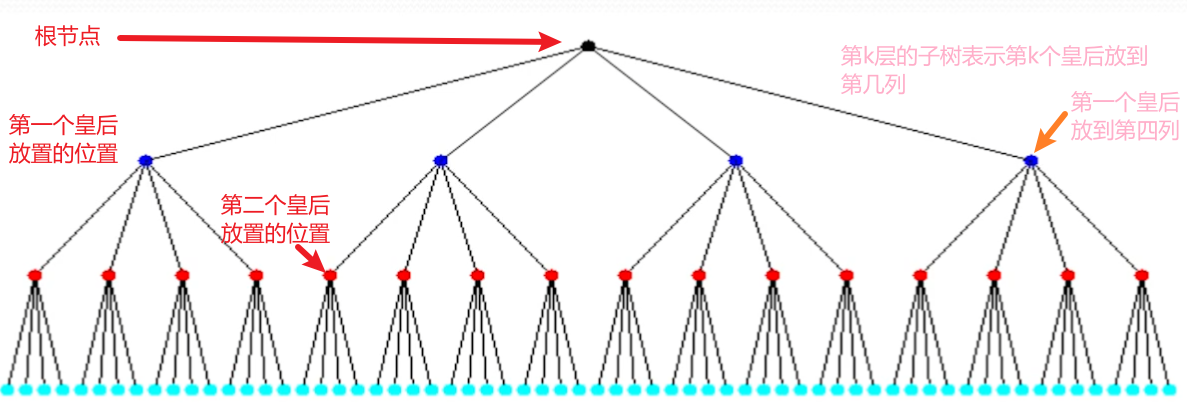 根节点
第k层的子树表示第k个皇后放到
第几列
第一个皇后
放到第四列
第一个皇后
放置的位置
第二个皇后
放置的位置